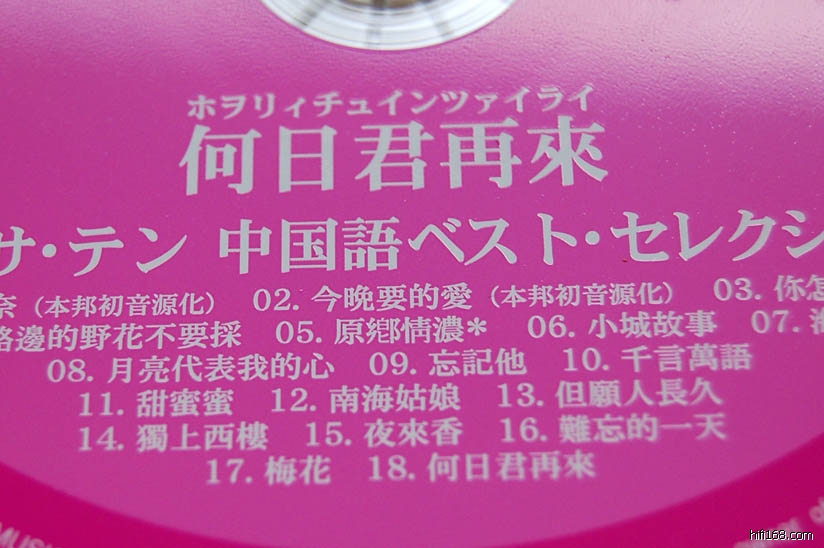 ホヲリィチュインツァイライ
何日君再來
サ・テン 中国語ベスト・セレクシ
奈（本邦初音源化） 02. 今晩要的愛（本邦初音源化） 03. 你怎
路邊的野花不要採 05. 原鄕情濃* 06. 小城故事 07.
08. 月亮代表我的心 09. 忘記他 10. 千言萬語
11. 甜蜜蜜 12. 南海姑娘 13. 但願人長久
14. 獨上西樓 15. 夜來香 16. 難忘的一天
17. 梅花 18. 何日君再來
hifi168.com